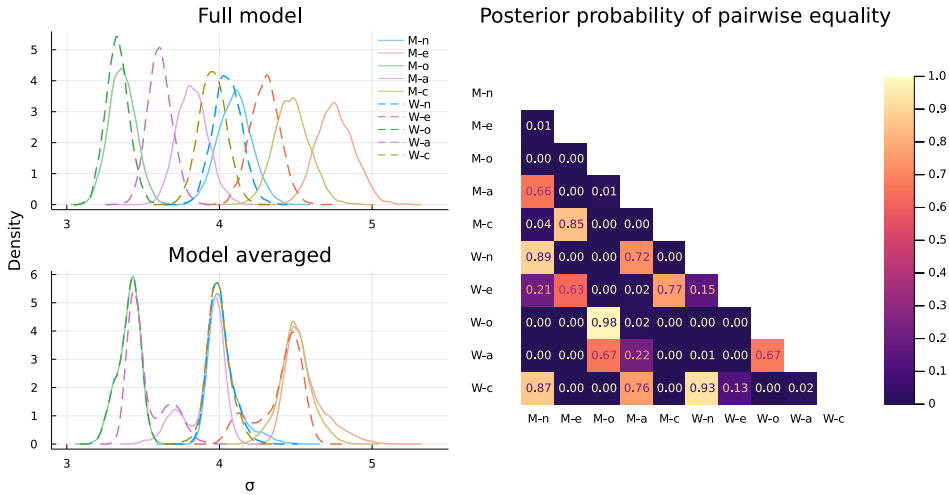 Full model
Density
5
4
3
2
1
0
3
4
5
M–n
M–e
M–o
M–a
M–c
W–n
W–e
W–o
W–a
W–c
Model averaged
6
5
4
3
2
1
0
3
4
5
σ
Posterior probability of pairwise equality
M–n
M–e 0.01
M–o 0.00 0.00
M–a 0.66 0.00 0.01
M–c 0.04 0.85 0.00 0.00
W–n 0.89 0.00 0.00 0.72 0.00
W–e 0.21 0.63 0.00 0.02 0.77 0.15
W–o 0.00 0.00 0.98 0.02 0.00 0.00 0.00
W–a 0.00 0.00 0.67 0.22 0.00 0.01 0.00 0.67
W–c 0.87 0.00 0.00 0.76 0.00 0.93 0.13 0.00 0.02
M–n M–e M–o M–a M–c W–n W–e W–o W–a W–c
1.0
0.9
0.8
0.7
0.6
0.5
0.4
0.3
0.2
0.1
0